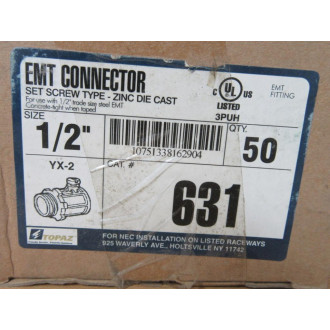 EMT CONNECTOR
SET SCREW TYPE - ZINC DIE CAST
For use with 1/2" trade size steel EMT
Concrete-tight when taped
C UL US
LISTED
3PUH
EMT
FITTING
SIZE
1/2"
10751338162904
QTY.
50
YX-2
CAT. #
631
TOPAZ
FOR NEC INSTALLATION ON LISTED RACEWAYS
925 WAVERLY AVE., HOLTSVILLE NY 11742